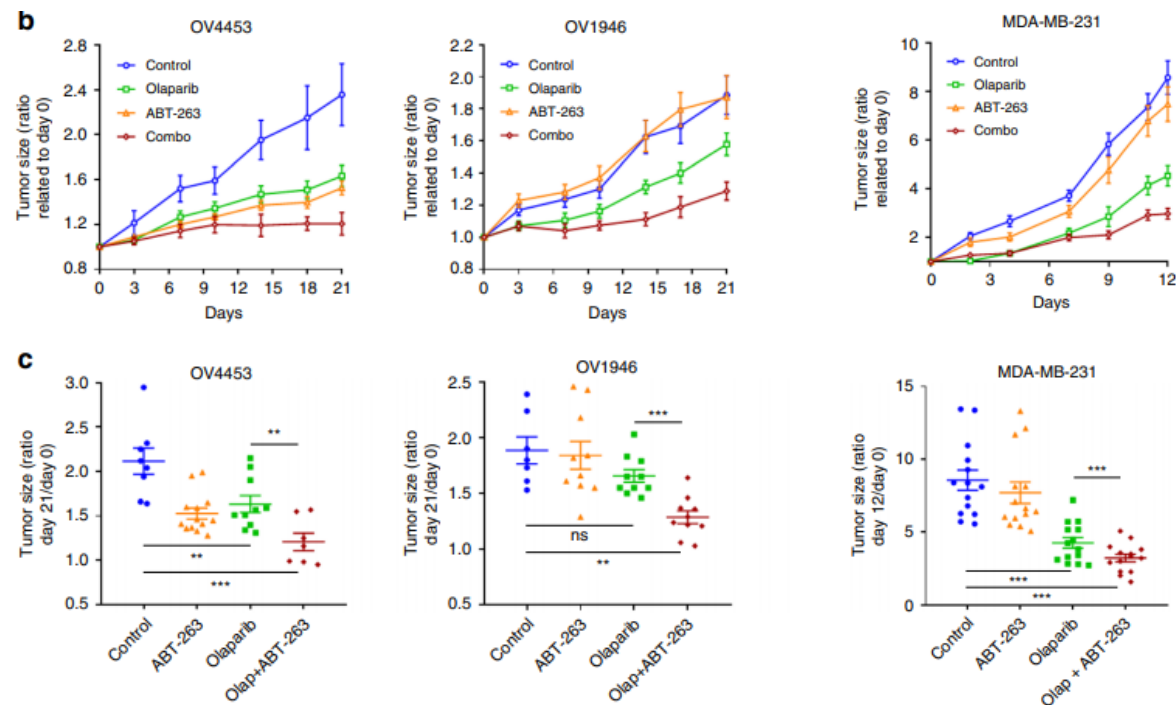 b
OV4453
Tumor size (ratio
related to day 0)
2.8
2.4
2.0
1.6
1.2
0.8
Control
Olaparib
ABT-263
Combo
0 3 6 9 12 15 18 21
Days
OV1946
Tumor size (ratio
related to day 0)
2.2
2.0
1.8
1.6
1.4
1.2
1.0
0.8
Control
Olaparib
ABT-263
Combo
0 3 6 9 12 15 18 21
Days
MDA-MB-231
Tumor size (ratio
related to day 0)
10
8
6
4
2
Control
Olaparib
ABT-263
Combo
0 3 6 9 12
Days
c
OV4453
Tumor size (ratio
day 21/day 0)
3.0
2.5
2.0
1.5
1.0
0.5
**
**
***
Control
ABT-263
Olaparib
Olap+ABT-263
OV1946
Tumor size (ratio
day 21/day 0)
2.5
2.0
1.5
1.0
0.5
***
ns
**
Control
ABT-263
Olaparib
Olap+ABT-263
MDA-MB-231
Tumor size (ratio
day 12/day 0)
15
10
5
0
***
***
***
Control
ABT-263
Olaparib
Olap + ABT-263